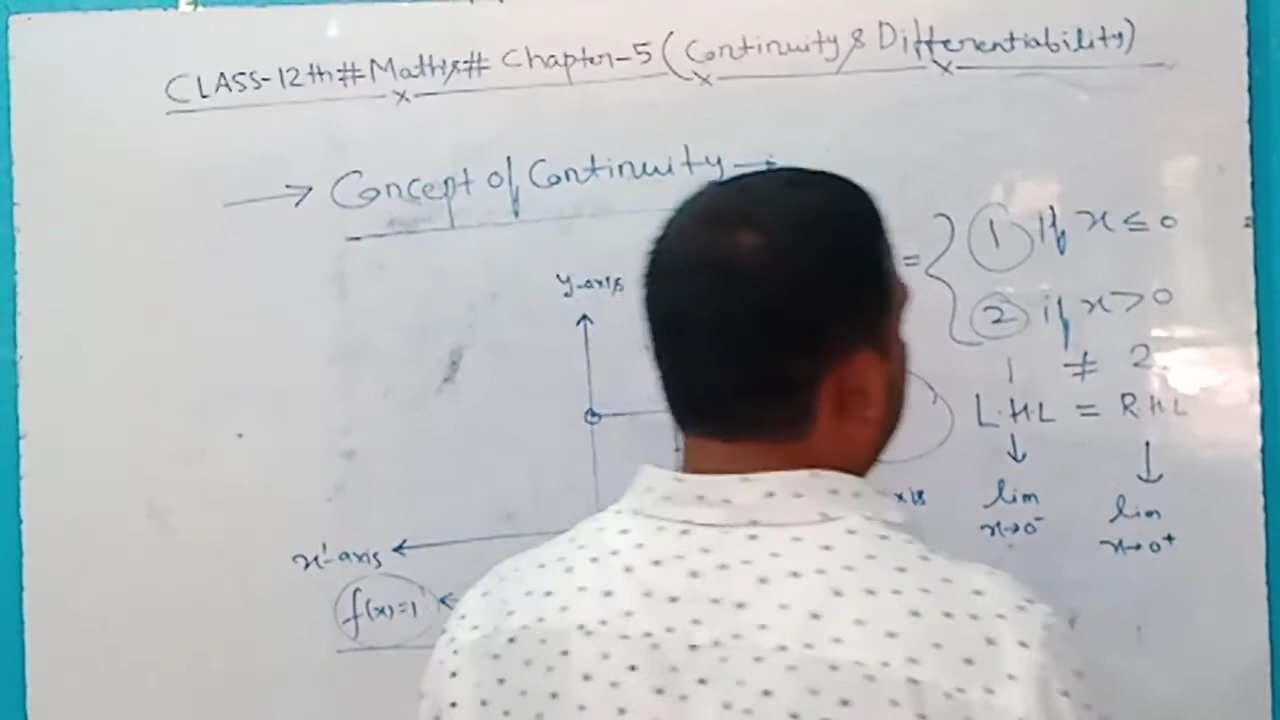 CLASS-12th#Maths# Chapter-5(Continuity & Differentiability)
→ Concept of Continuity →
= { 1 if x ≤ 0
2 if x > 0
y-axis
1 ≠ 2
L.H.L = R.H.L
↓ ↓
lim lim
x→0⁻ x→0⁺
x'-axis
f(x)=1 ←